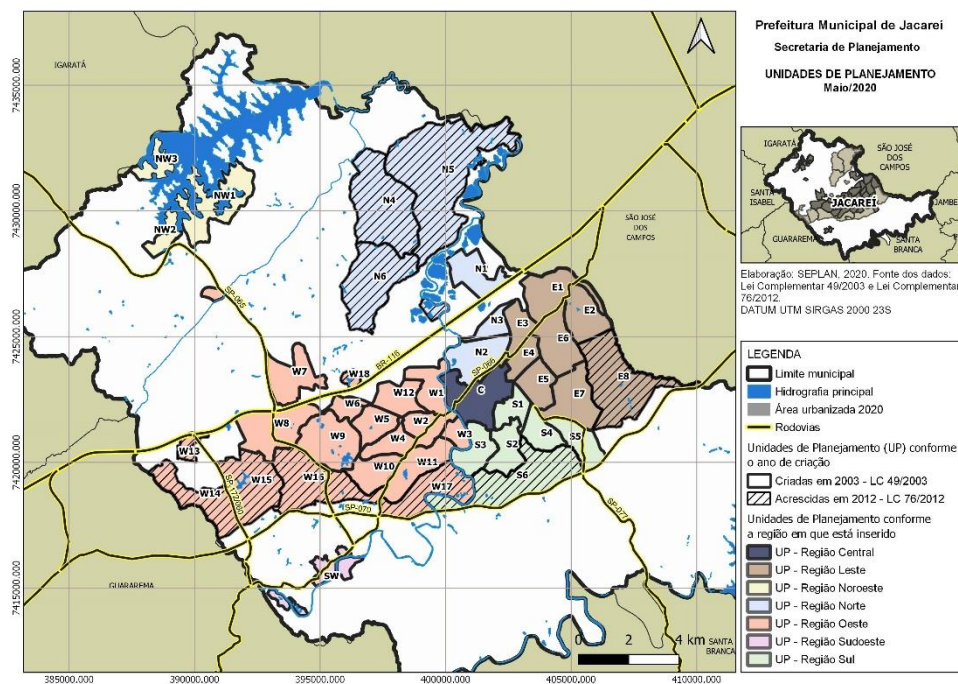 Prefeitura Municipal de Jacarei
Secretaria de Planejamento
UNIDADES DE PLANEJAMENTO
Maio/2020
IGARATÁ
SÃO JOSÉ
DOS
CAMPOS
SANTA
ISABEL
JACAREÍ
JAMBE
GUARAREMA
SANTA
BRANCA
Elaboração: SEPLAN, 2020. Fonte dos dados:
Lei Complementar 49/2003 e Lei Complementar
76/2012.
DATUM UTM SIRGAS 2000 23S
LEGENDA
Limite municipal
Hidrografia principal
Área urbanizada 2020
Rodovias
Unidades de Planejamento (UP) conforme
o ano de criação
Criadas em 2003 - LC 49/2003
Acrescidas em 2012 - LC 76/2012
Unidades de Planejamento conforme
a região em que está inserido
UP - Região Central
UP - Região Leste
UP - Região Noroeste
UP - Região Norte
UP - Região Oeste
UP - Região Sudoeste
UP - Região Sul
IGARATÁ
NW3
NW1
NW2
N5
N4
N6
N1
SÃO JOSÉ
DOS
CAMPOS
N3
N2
E1
E2
E3
E6
E4
E5
E7
E8
SP-065
BR-116
SP-066
W7
W18
W12
W1
C
W6
W5
W2
W8
W9
W4
W3
S1
S3
S2
S4
S5
W13
W10
W11
S6
W14
W15
W16
W17
SP-172/060
SP-070
SP-077
SW
GUARAREMA
SANTA
BRANCA
0 2 4 km
7435000.000
7430000.000
7425000.000
7420000.000
7415000.000
385000.000 390000.000 395000.000 400000.000 405000.000 410000.000